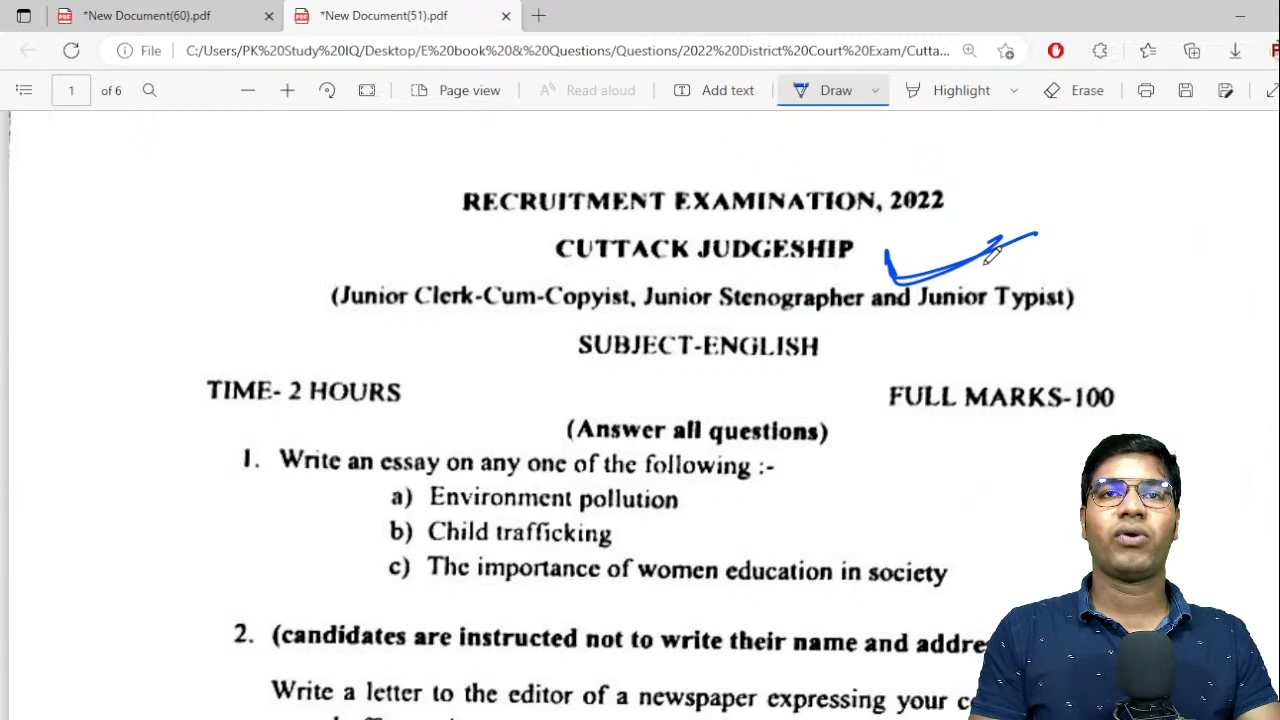 *New Document(60).pdf
*New Document(51).pdf
File C:/Users/PK%20Study%20IQ/Desktop/E%20book%20&%20Questions/Questions/2022%20District%20Court%20Exam/Cutta...
1 of 6 Page view Read aloud Add text Draw Highlight Erase
RECRUITMENT EXAMINATION, 2022
CUTTACK JUDGESHIP
(Junior Clerk-Cum-Copyist, Junior Stenographer and Junior Typist)
SUBJECT-ENGLISH
TIME- 2 HOURS FULL MARKS-100
(Answer all questions)
1. Write an essay on any one of the following :-
a) Environment pollution
b) Child trafficking
c) The importance of women education in society
2. (candidates are instructed not to write their name and addre
Write a letter to the editor of a newspaper expressing your c